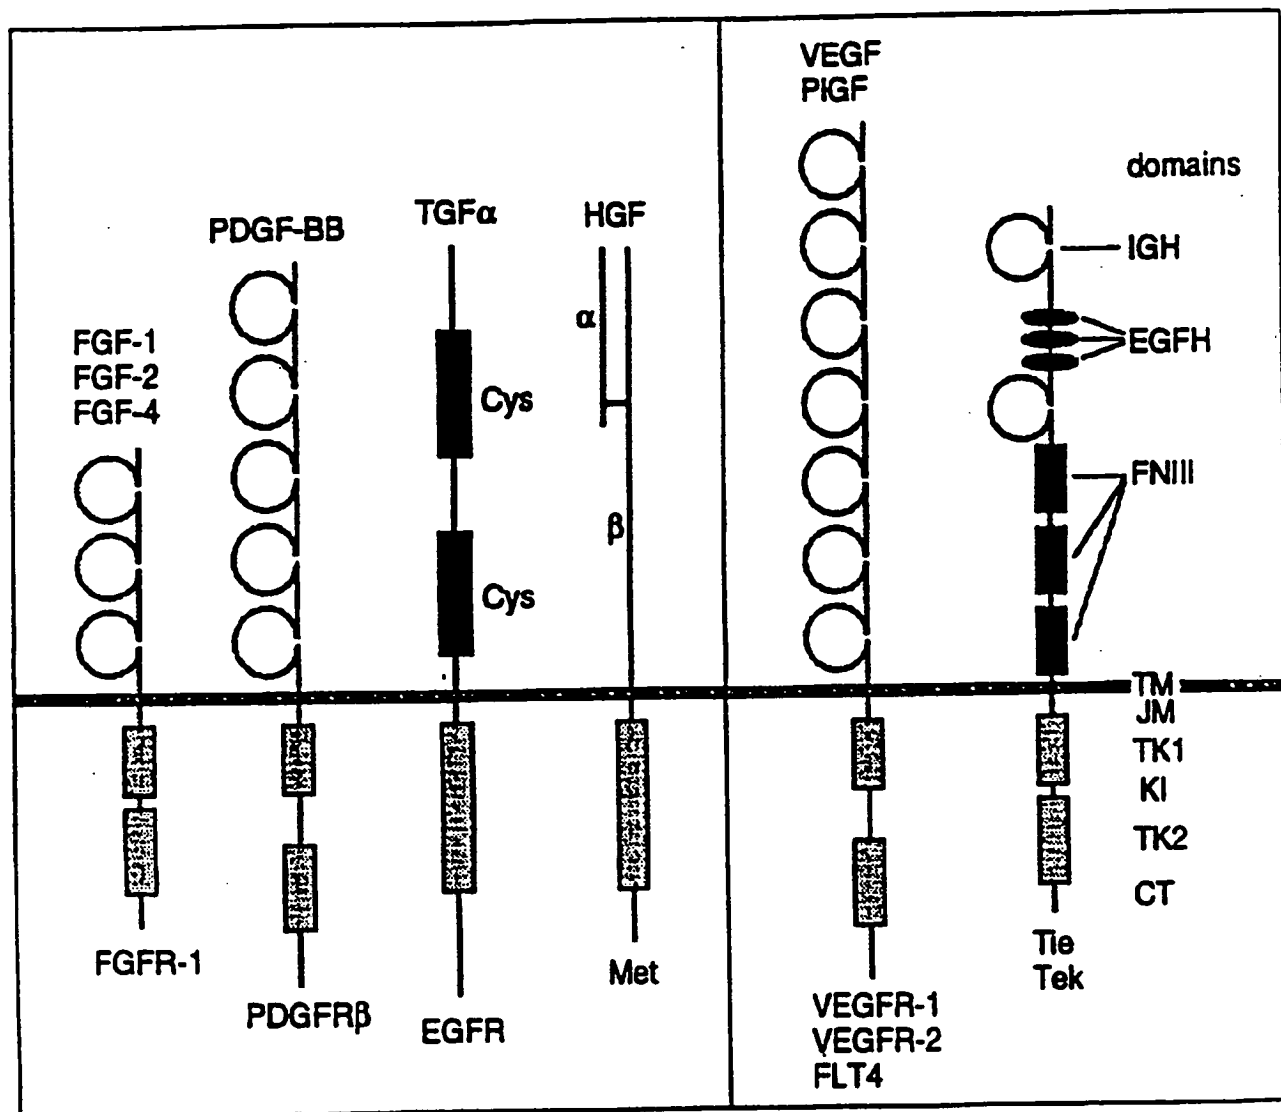 FGF-1
FGF-2
FGF-4
FGFR-1
PDGF-BB
PDGFRβ
TGFα
Cys
Cys
EGFR
HGF
α
β
Met
VEGF
PIGF
VEGFR-1
VEGFR-2
FLT4
domains
IGH
EGFH
FNIII
TM
JM
TK1
KI
TK2
CT
Tie
Tek